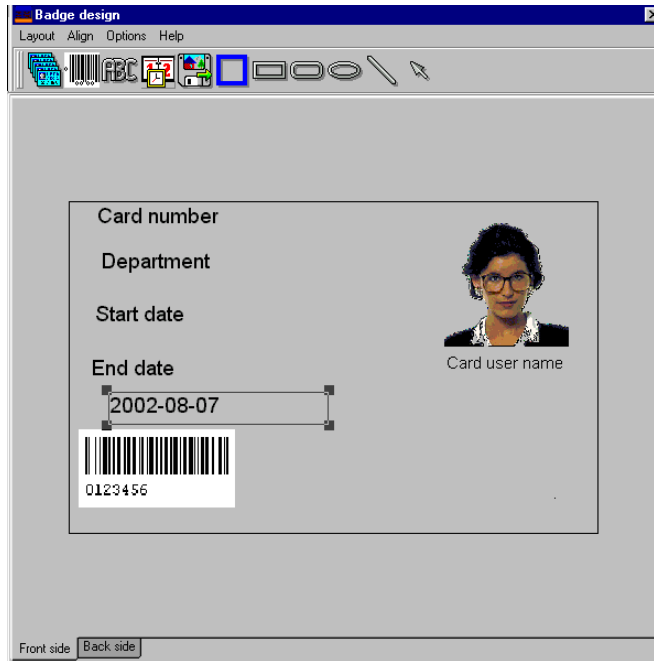 Badge design
Layout Align Options Help
ABC
Card number
Department
Start date
End date
2002-08-07
0123456
Card user name
Front side Back side